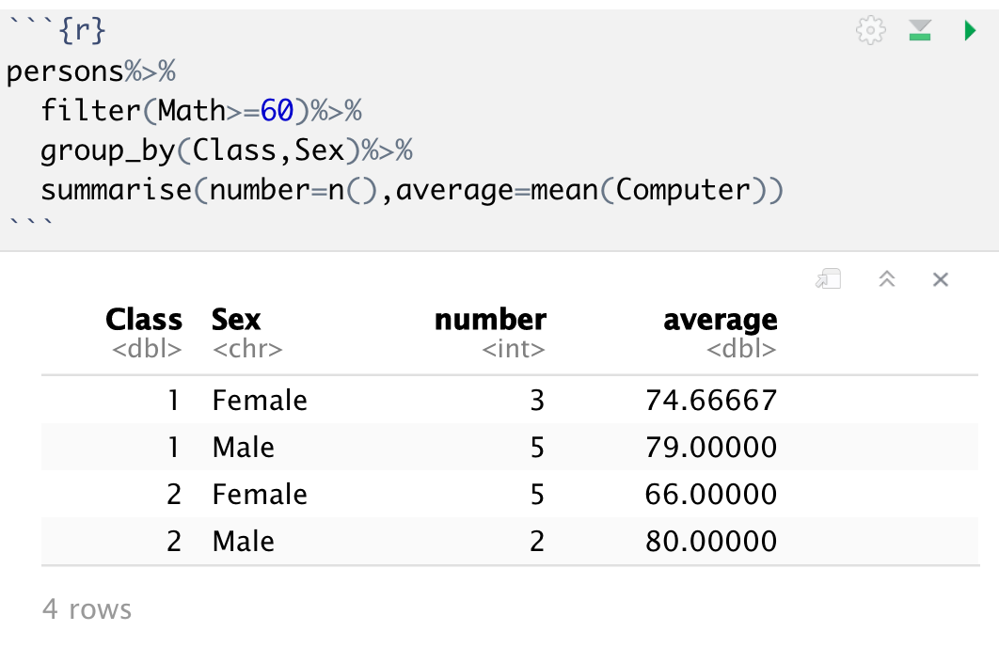 ```{r}
persons%>%
  filter(Math>=60)%>%
  group_by(Class,Sex)%>%
  summarise(number=n(),average=mean(Computer))
```
Class Sex number average
<dbl> <chr> <int> <dbl>
1 Female 3 74.66667
1 Male 5 79.00000
2 Female 5 66.00000
2 Male 2 80.00000
4 rows